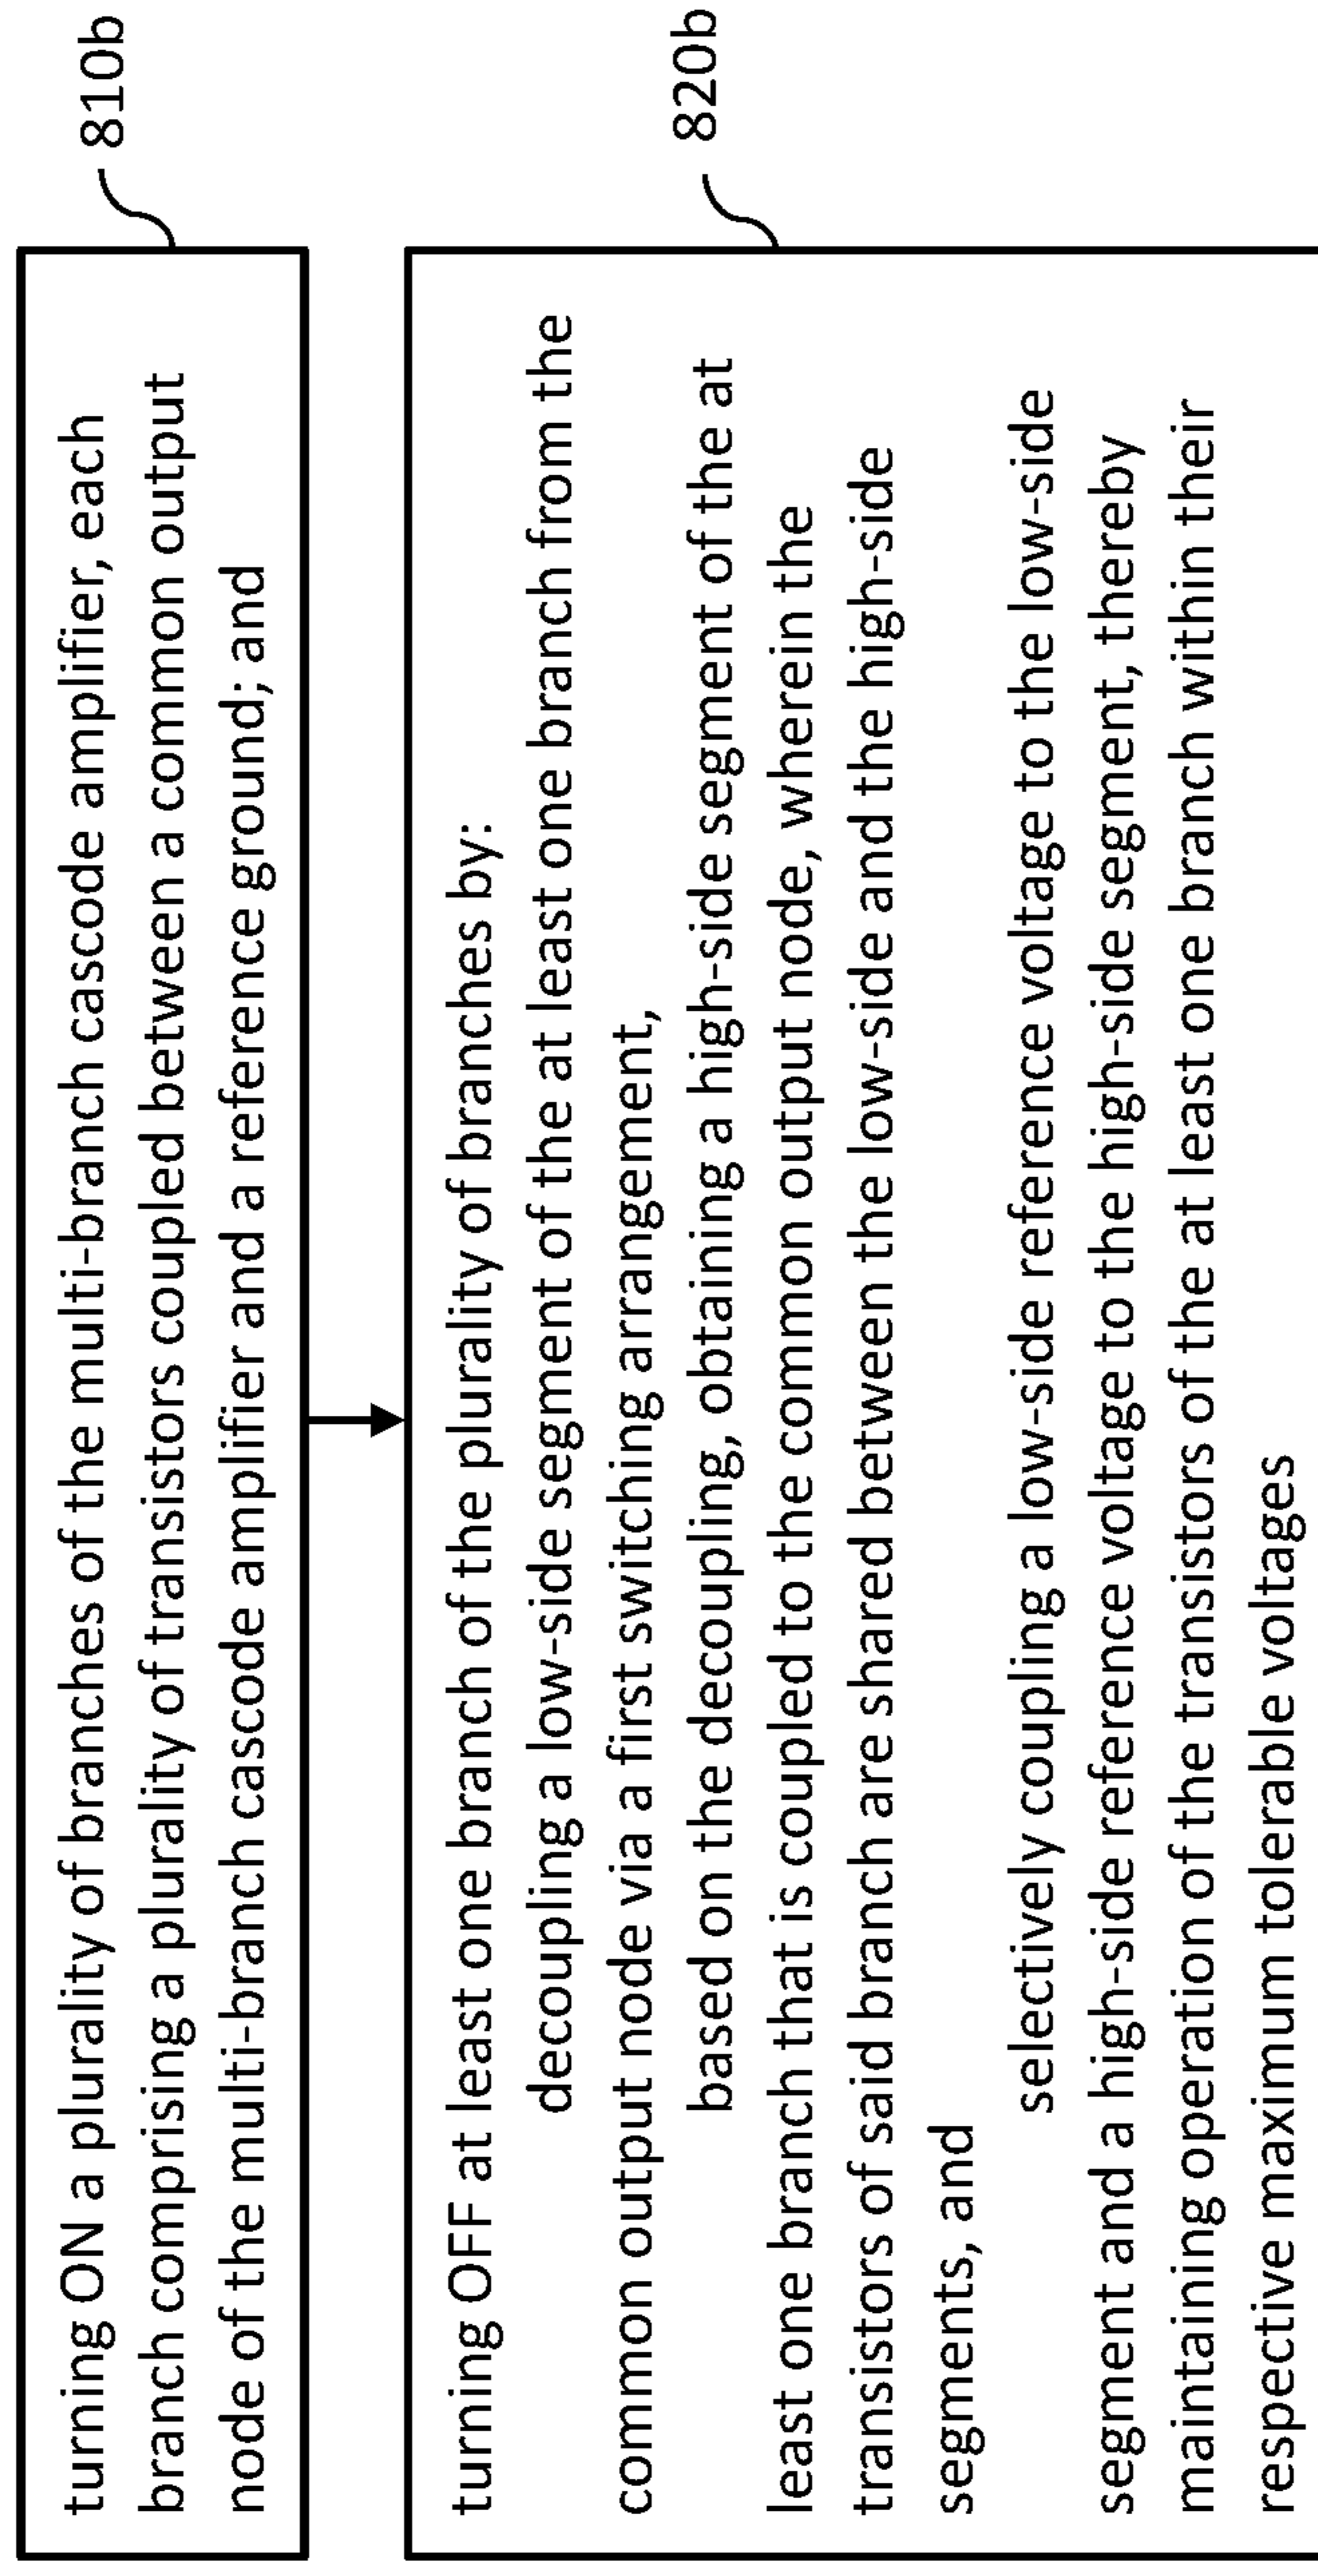 turning ON a plurality of branches of the multi-branch cascode amplifier, each
branch comprising a plurality of transistors coupled between a common output
node of the multi-branch cascode amplifier and a reference ground; and
810b
turning OFF at least one branch of the plurality of branches by:
decoupling a low-side segment of the at least one branch from the
common output node via a first switching arrangement,
based on the decoupling, obtaining a high-side segment of the at
least one branch that is coupled to the common output node, wherein the
transistors of said branch are shared between the low-side and the high-side
segments, and
selectively coupling a low-side reference voltage to the low-side
segment and a high-side reference voltage to the high-side segment, thereby
maintaining operation of the transistors of the at least one branch within their
respective maximum tolerable voltages
820b